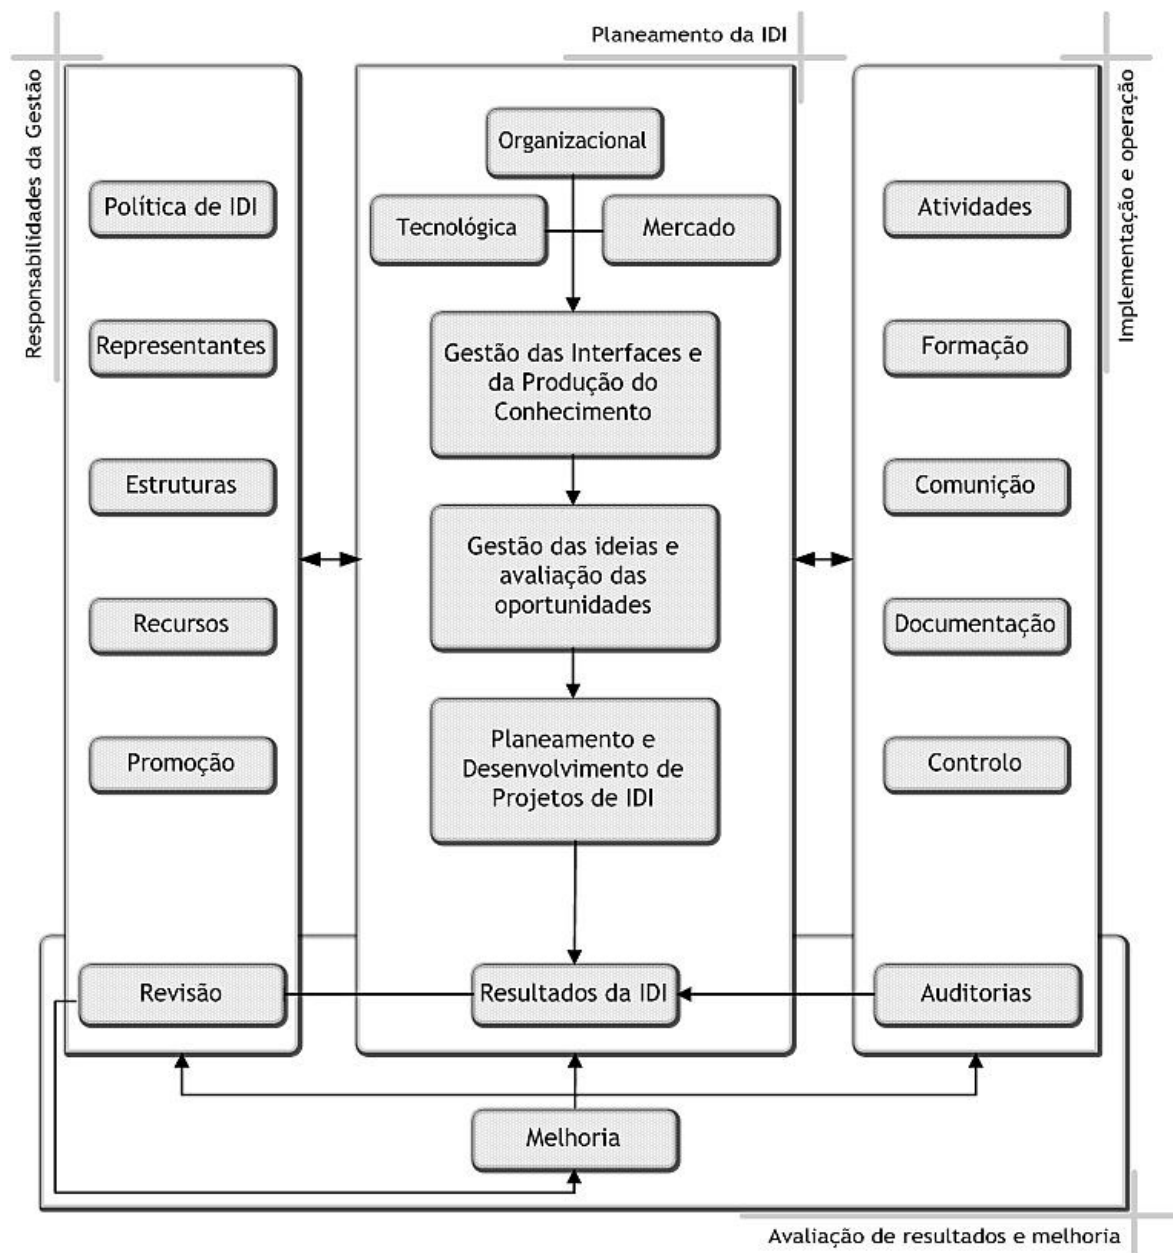 Planeamento da IDI
Responsabilidades da Gestão
Política de IDI
Representantes
Estruturas
Recursos
Promoção
Organizacional
Tecnológica
Mercado
Gestão das Interfaces e
da Produção do
Conhecimento
Gestão das ideias e
avaliação das
oportunidades
Planeamento e
Desenvolvimento de
Projetos de IDI
Implementação e operação
Atividades
Formação
Comunição
Documentação
Controlo
Revisão
Resultados da IDI
Auditorias
Melhoria
Avaliação de resultados e melhoria